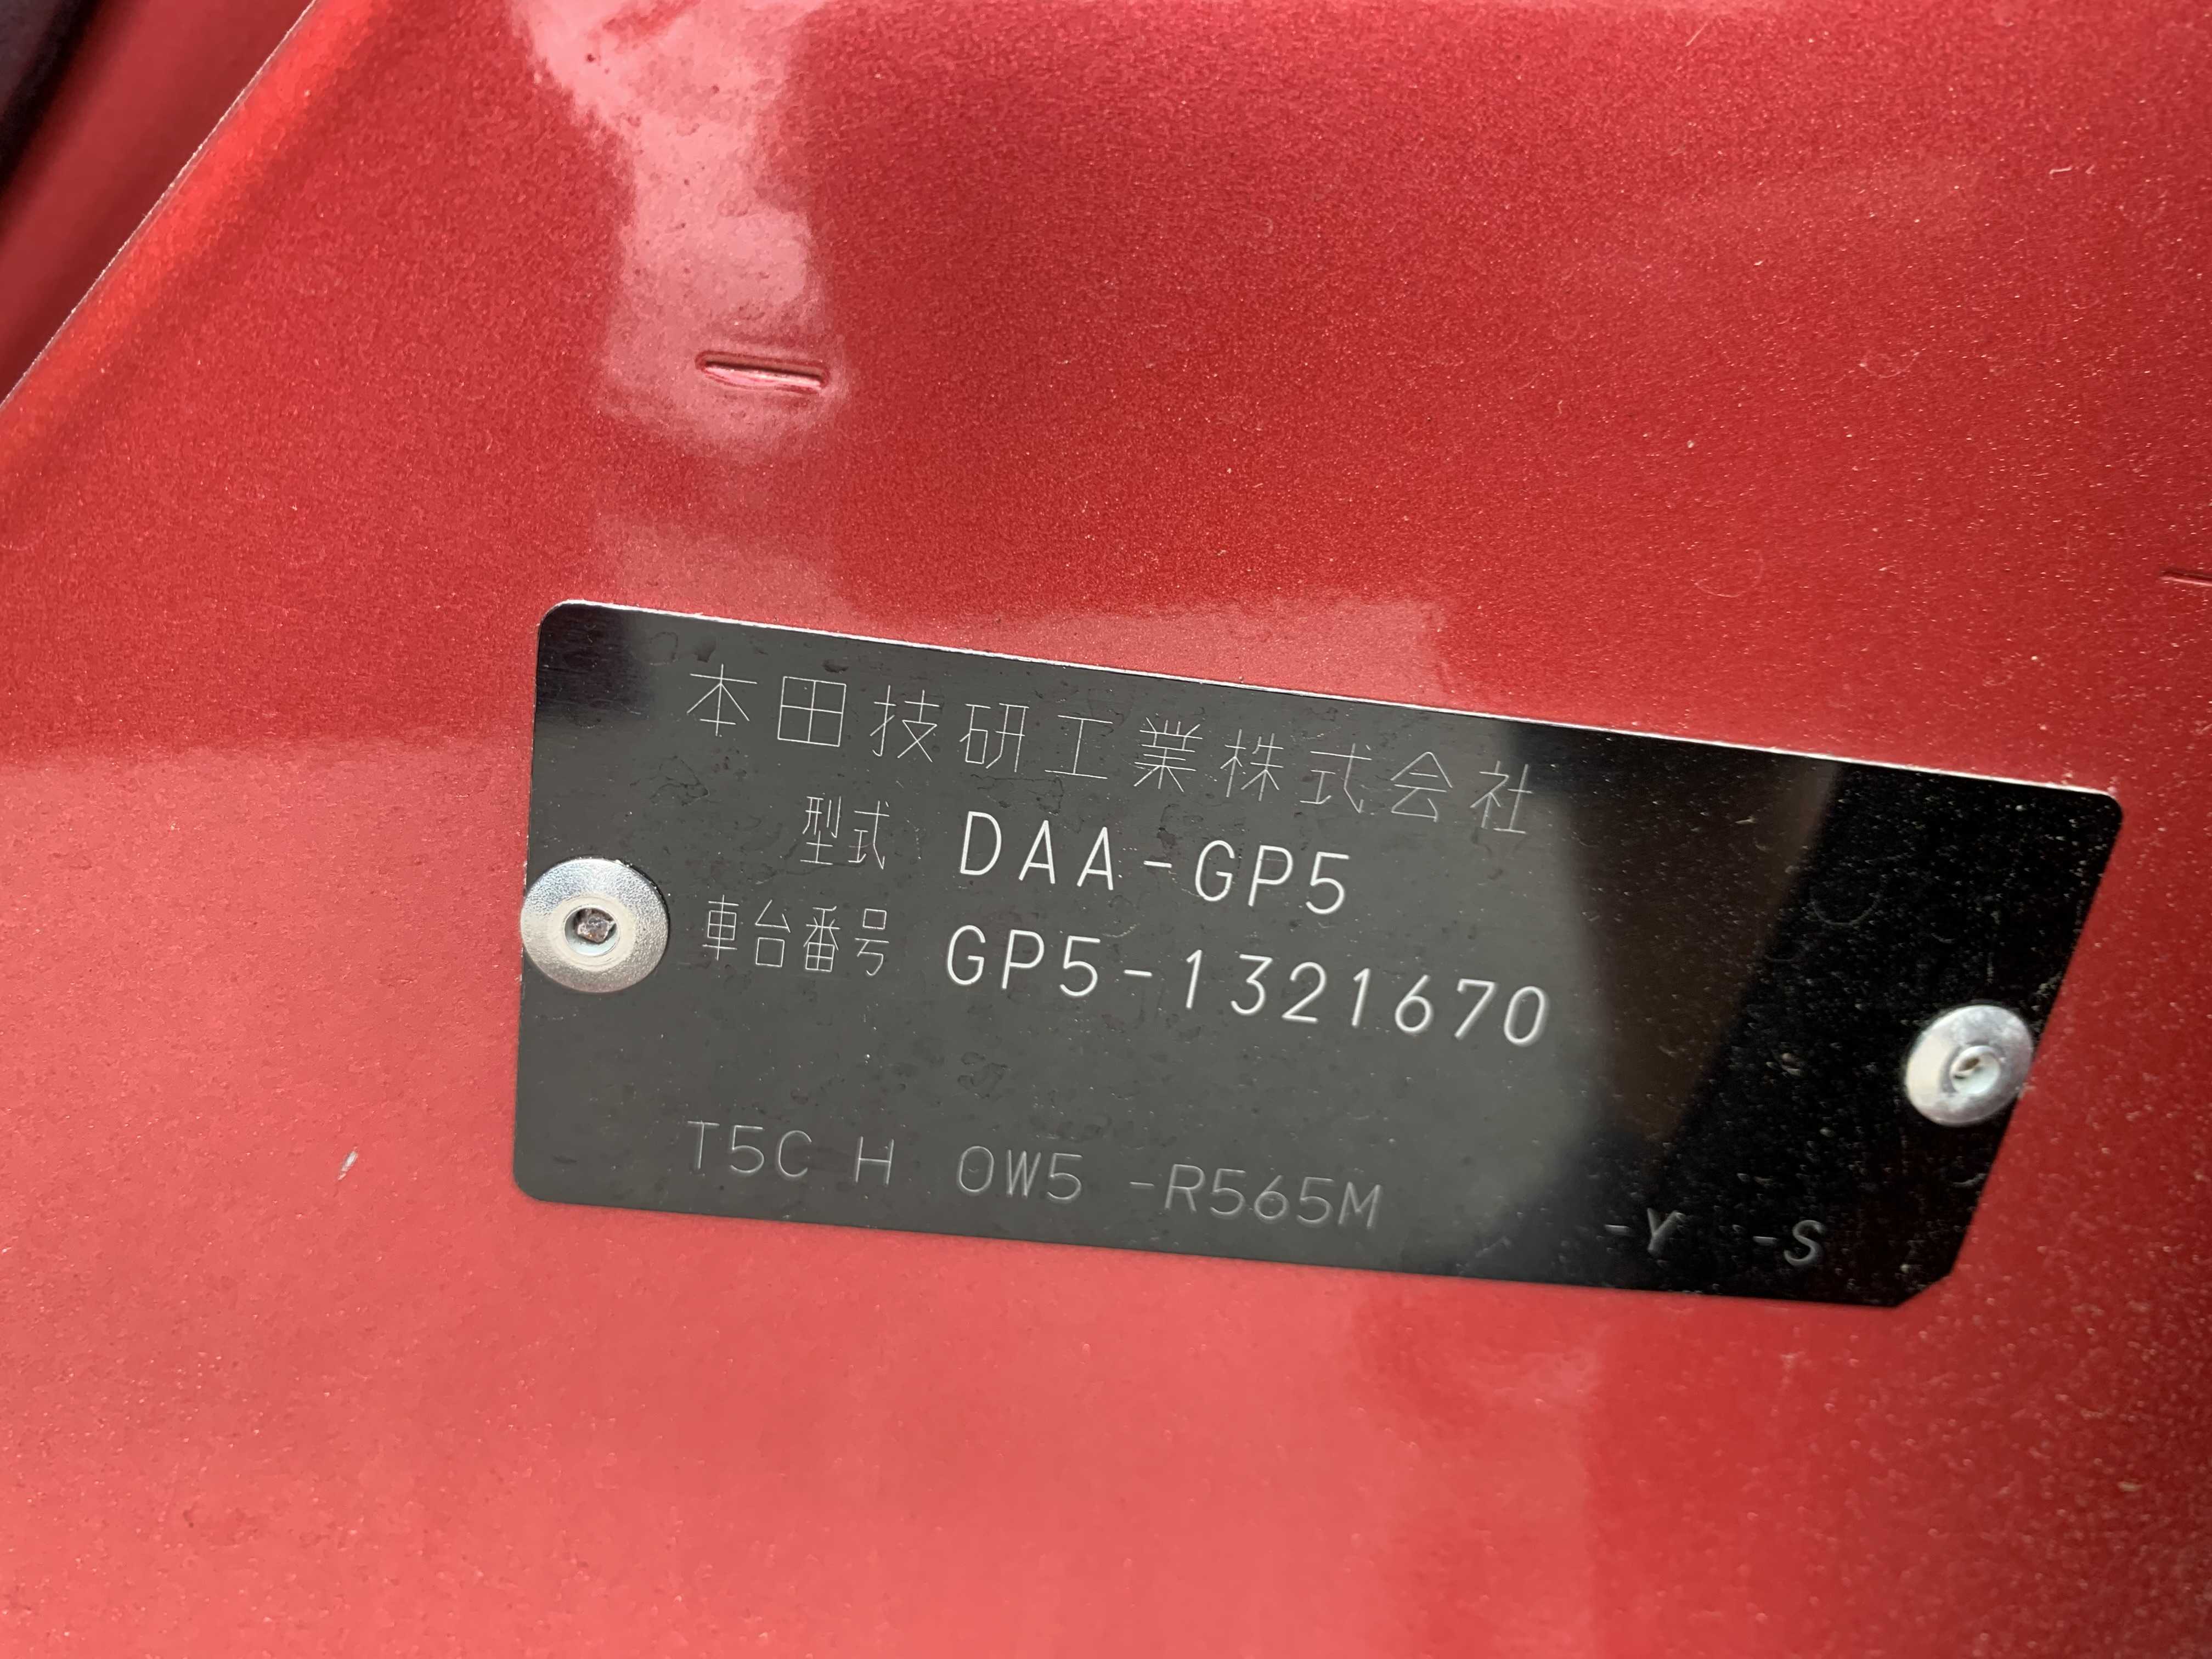 本田技研工業株式会社
型式 DAA-GP5
車台番号 GP5-1321670
T5C H 0W5 -R565M -Y -S